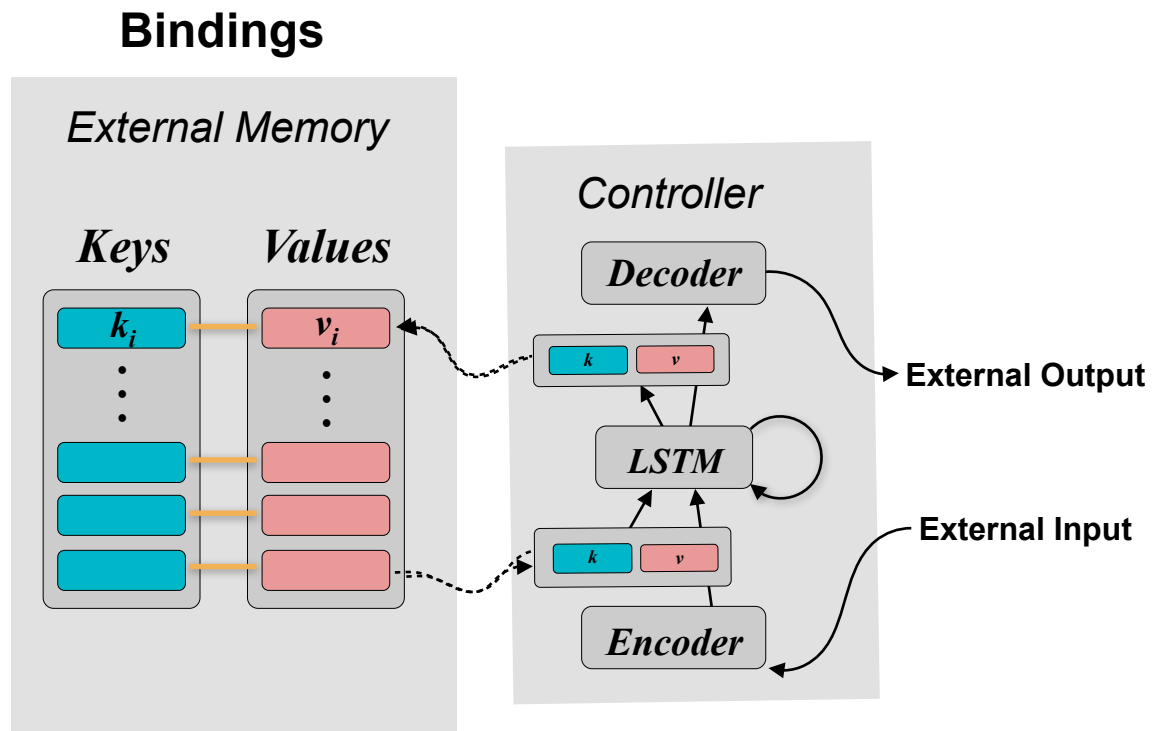 Bindings
External Memory
Keys Values
k_i v_i
Controller
Decoder
k v
External Output
LSTM
External Input
k v
Encoder